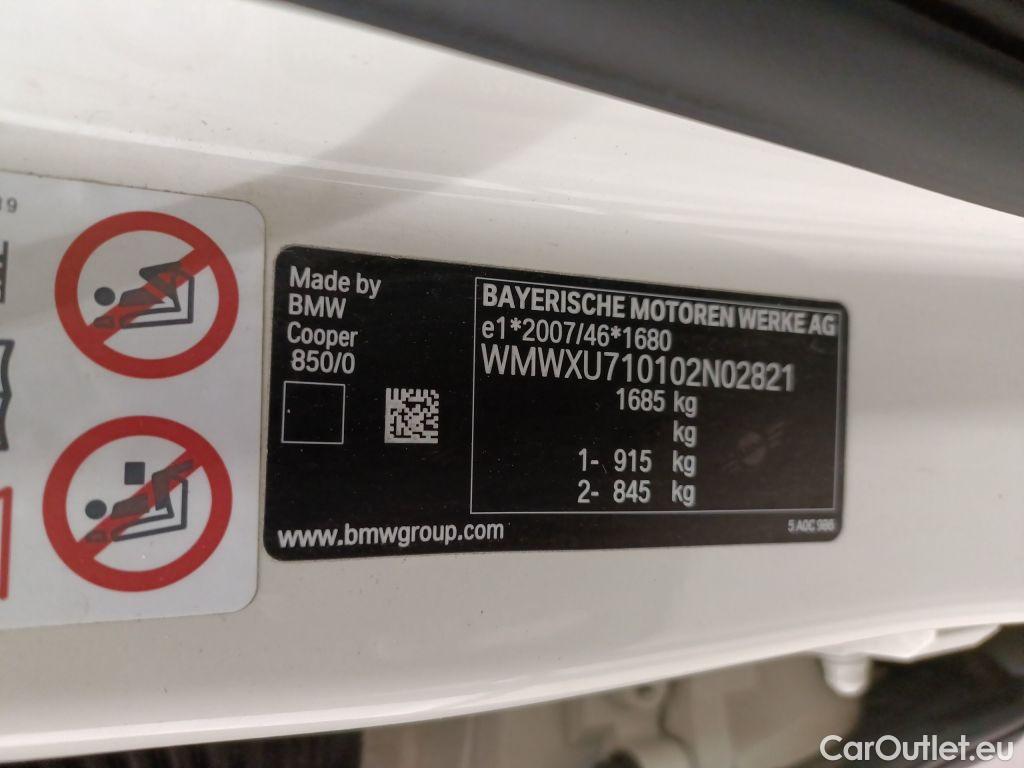 19
Made by
BMW
Cooper
850/0
www.bmwgroup.com
BAYERISCHE MOTOREN WERKE AG
e1*2007/46*1680
WMWXU710102N02821
1685 kg
kg
1- 915 kg
2- 845 kg
5 A0C 986
CarOutlet.eu